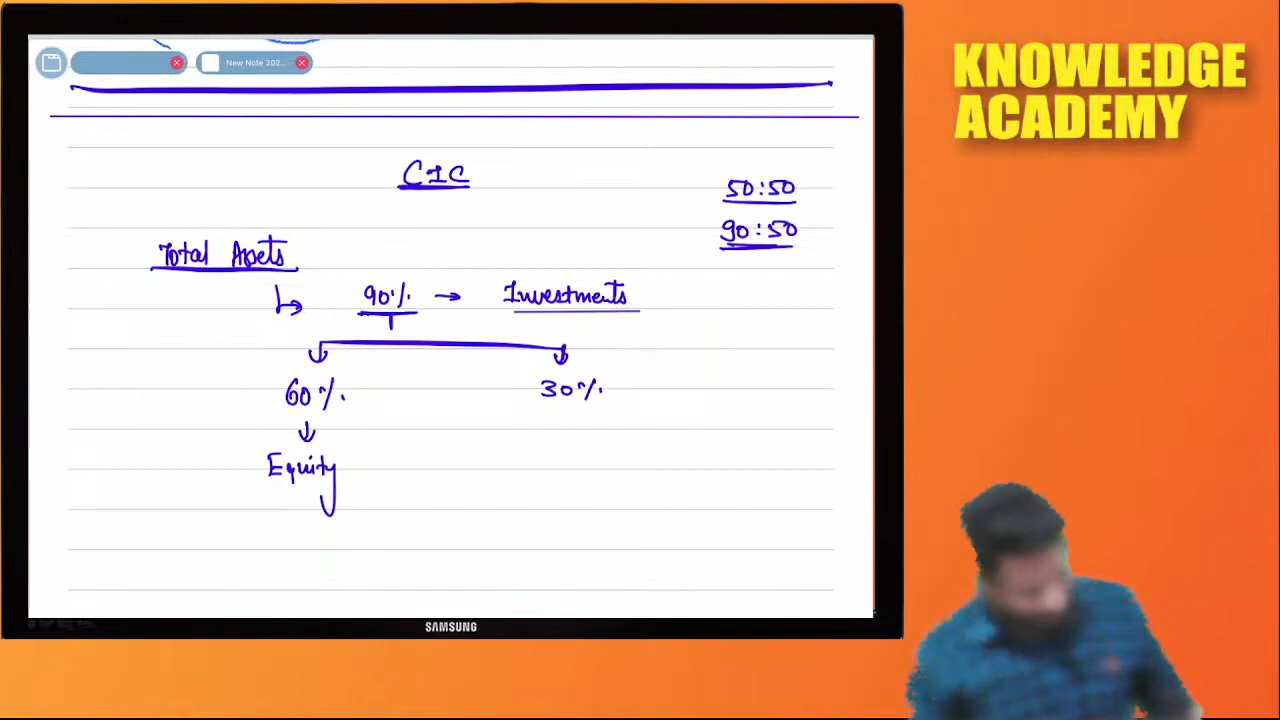 KNOWLEDGE
ACADEMY
New Note 202...
CIC
50:50
90:50
Total Assets
90% → Investments
60%
30%
Equity
SAMSUNG